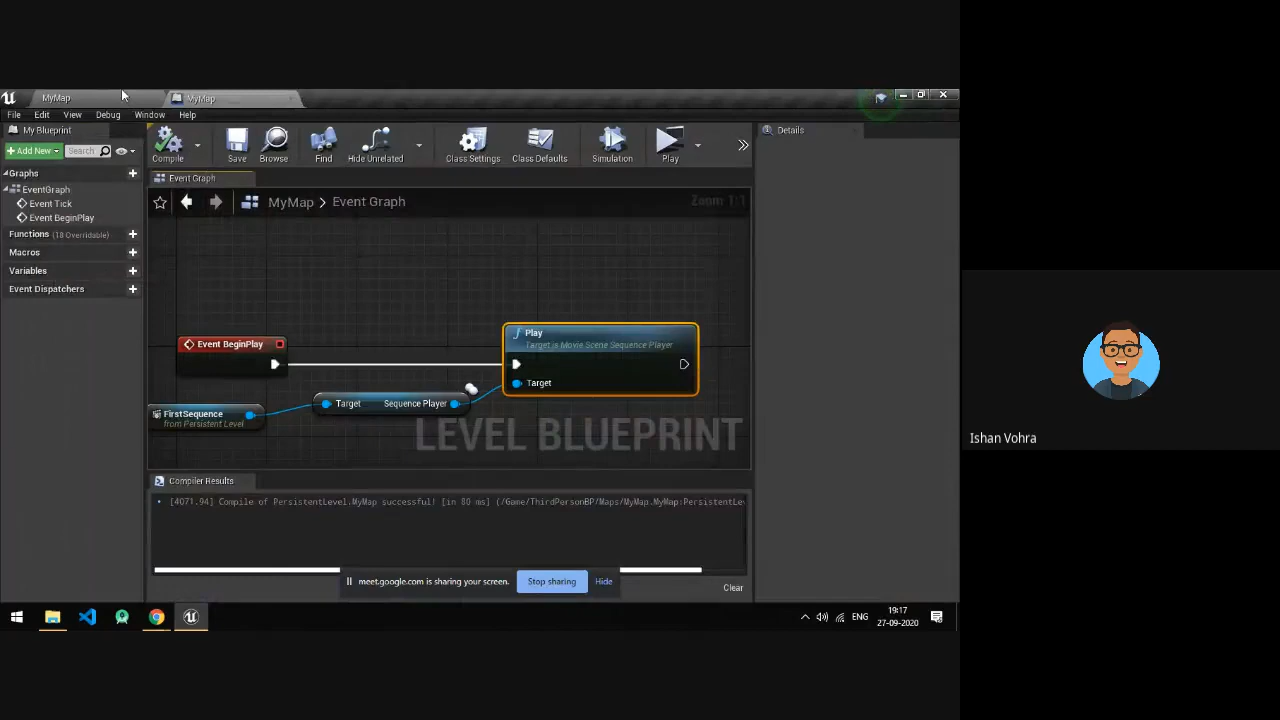 MyMap
MyMap
File Edit View Debug Window Help
My Blueprint
Details
Add New
Search
Compile
Save
Browse
Find
Hide Unrelated
Class Settings
Class Defaults
Simulation
Play
Graphs
EventGraph
Event Tick
Event BeginPlay
Functions (18 Overridable)
Macros
Variables
Event Dispatchers
Event Graph
MyMap > Event Graph
Zoom 1:1
Event BeginPlay
Play
Target is Movie Scene Sequence Player
Target
Target Sequence Player
FirstSequence
from Persistent Level
LEVEL BLUEPRINT
Compiler Results
[4071.94] Compile of PersistentLevel.MyMap successful! [in 80 ms] (/Game/ThirdPersonBP/Maps/MyMap.MyMap:PersistentLev
meet.google.com is sharing your screen.
Stop sharing
Hide
Clear
ENG
19:17
27-09-2020
Ishan Vohra